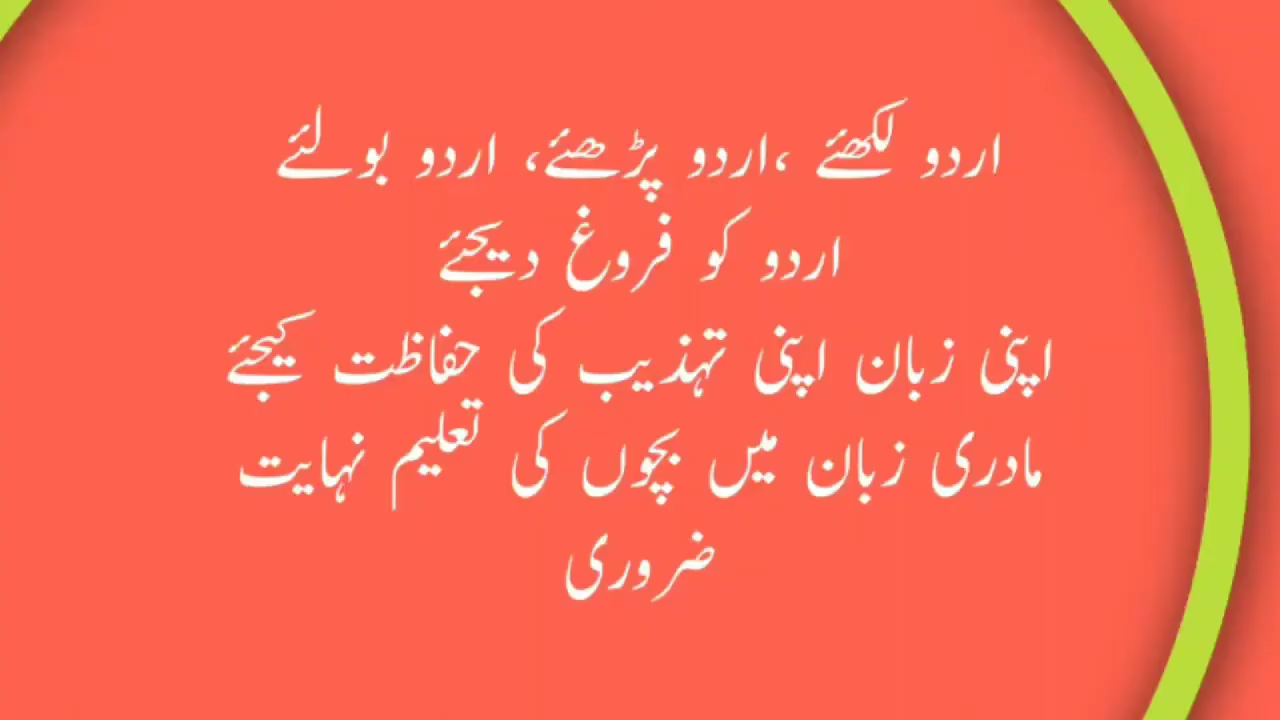 اردو لکھئے ،اردو پڑھئے، اردو بولئے
اردو کو فروغ دیجئے
اپنی زبان اپنی تہذیب کی حفاظت کیجئے
مادری زبان میں بچوں کی تعلیم نہایت
ضروری